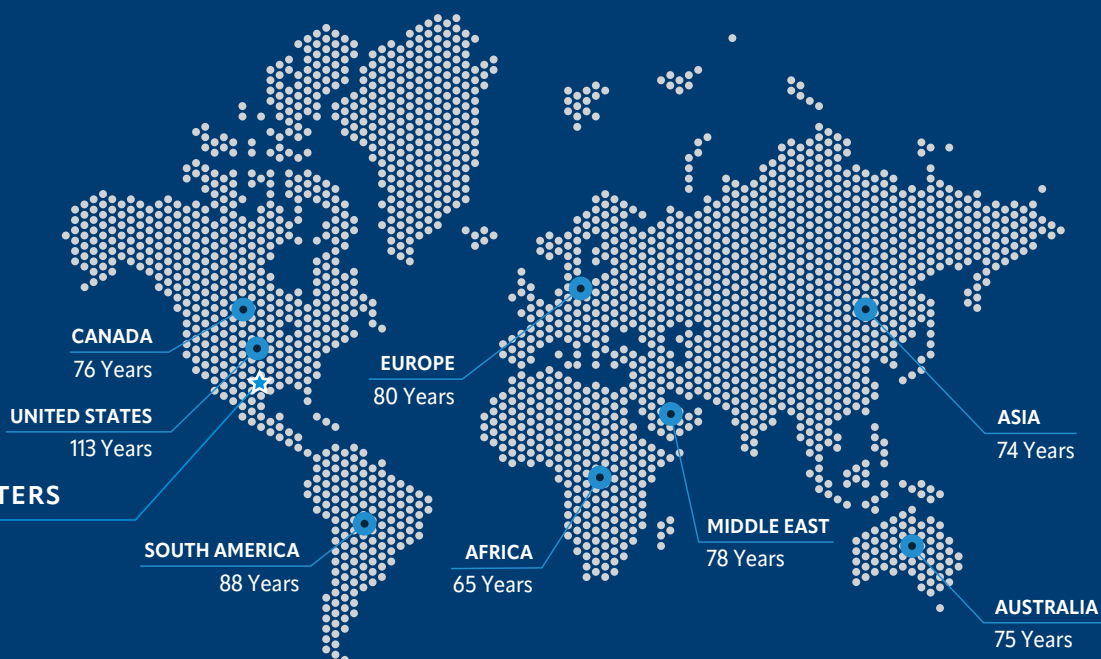 CANADA
76 Years
UNITED STATES
113 Years
TERS
SOUTH AMERICA
88 Years
EUROPE
80 Years
AFRICA
65 Years
MIDDLE EAST
78 Years
ASIA
74 Years
AUSTRALIA
75 Years